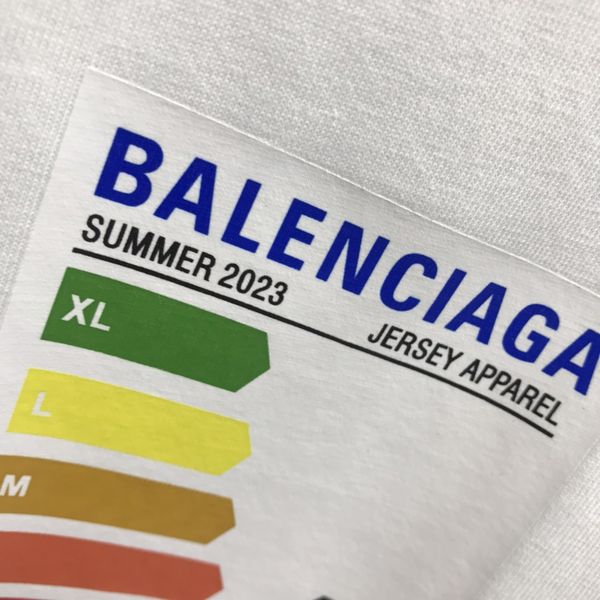 BALENCIAGA
SUMMER 2023
JERSEY APPAREL
XL
L
M